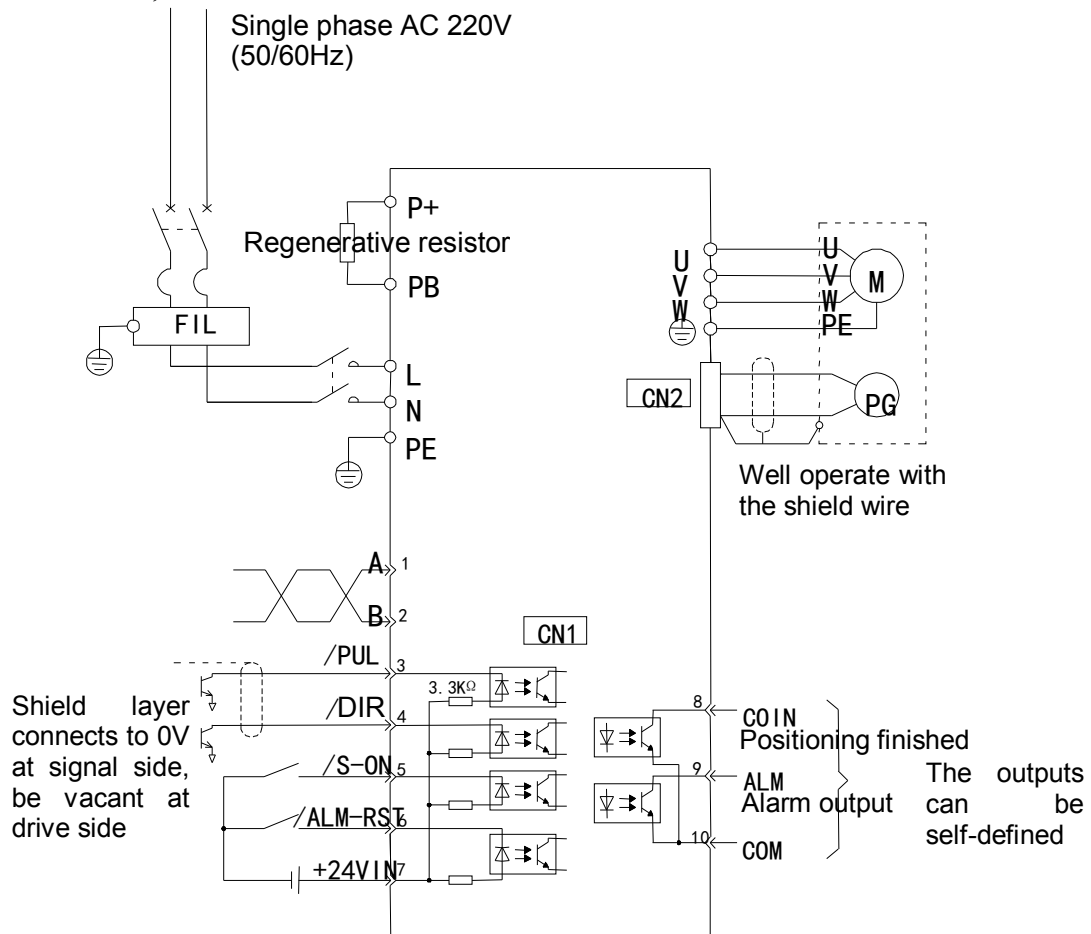 Single phase AC 220V
(50/60Hz)
P+
Regenerative resistor
PB
FIL
L
N
PE
U
V
W
U
V
W
PE
M
CN2
PG
Well operate with
the shield wire
A 1
B 2
CN1
/PUL 3
3.3KΩ
/DIR 4
/S-ON 5
/ALM-RST 6
+24VIN 7
Shield layer
connects to 0V
at signal side,
be vacant at
drive side
8 COIN
Positioning finished
9 ALM
Alarm output
10 COM
The outputs
can be
self-defined